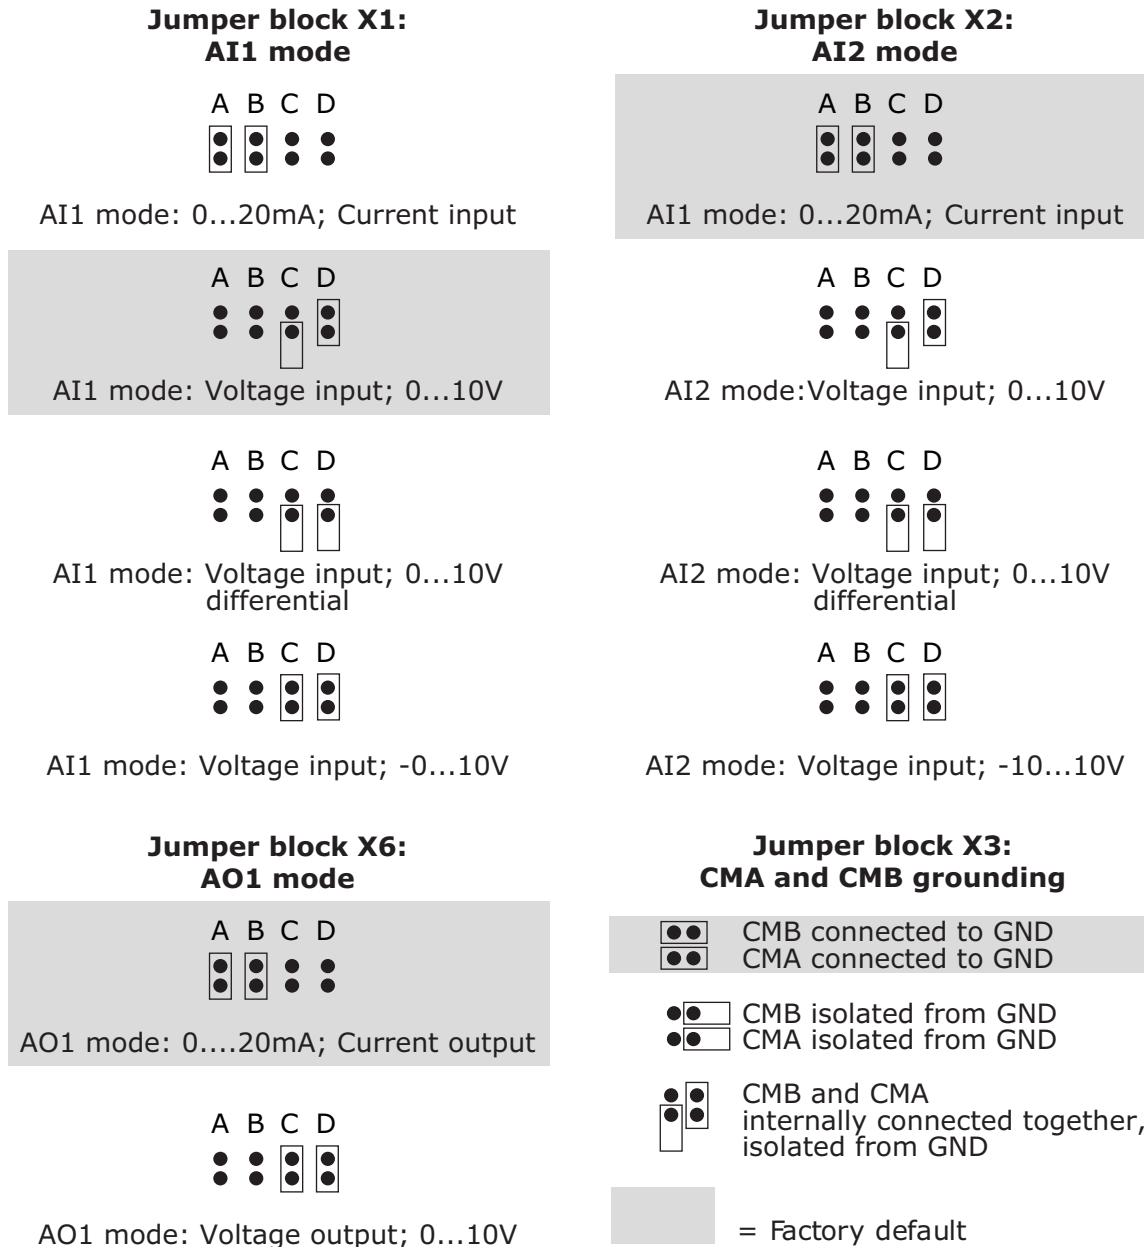 Jumper block X1:
AI1 mode
A B C D
AI1 mode: 0...20mA; Current input
A B C D
AI1 mode: Voltage input; 0...10V
A B C D
AI1 mode: Voltage input; 0...10V
differential
A B C D
AI1 mode: Voltage input; -0...10V
Jumper block X2:
AI2 mode
A B C D
AI1 mode: 0...20mA; Current input
A B C D
AI2 mode:Voltage input; 0...10V
A B C D
AI2 mode: Voltage input; 0...10V
differential
A B C D
AI2 mode: Voltage input; -10...10V
Jumper block X6:
AO1 mode
A B C D
AO1 mode: 0....20mA; Current output
A B C D
AO1 mode: Voltage output; 0...10V
Jumper block X3:
CMA and CMB grounding
CMB connected to GND
CMA connected to GND
CMB isolated from GND
CMA isolated from GND
CMB and CMA
internally connected together,
isolated from GND
= Factory default